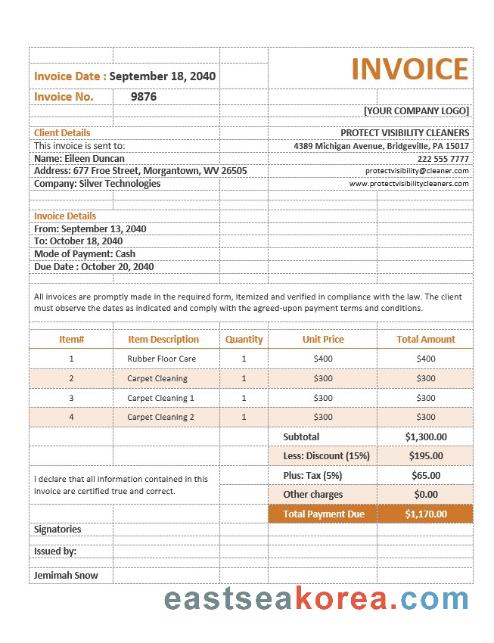 INVOICE
Invoice Date : September 18, 2040
Invoice No. 9876
[YOUR COMPANY LOGO]
Client Details PROTECT VISIBILITY CLEANERS
This invoice is sent to: 4389 Michigan Avenue, Bridgeville, PA 15017
Name: Eileen Duncan 222 555 7777
Address: 677 Froe Street, Morgantown, WV 26505 protectvisibility@cleaner.com
Company: Silver Technologies www.protectvisibilitycleaners.com
Invoice Details
From: September 13, 2040
To: October 18, 2040
Mode of Payment: Cash
Due Date : October 20, 2040
All invoices are promptly made in the required form, itemized and verified in compliance with the law. The client
must observe the dates as indicated and comply with the agreed-upon payment terms and conditions.
Item# Item Description Quantity Unit Price Total Amount
1 Rubber Floor Care 1 $400 $400
2 Carpet Cleaning 1 $300 $300
3 Carpet Cleaning 1 1 $300 $300
4 Carpet Cleaning 2 1 $300 $300
Subtotal $1,300.00
Less: Discount (15%) $195.00
Plus: Tax (5%) $65.00
I declare that all information contained in this
invoice are certified true and correct.
Other charges $0.00
Total Payment Due $1,170.00
Signatories
Issued by:
Jemimah Snow
eastseakorea.com